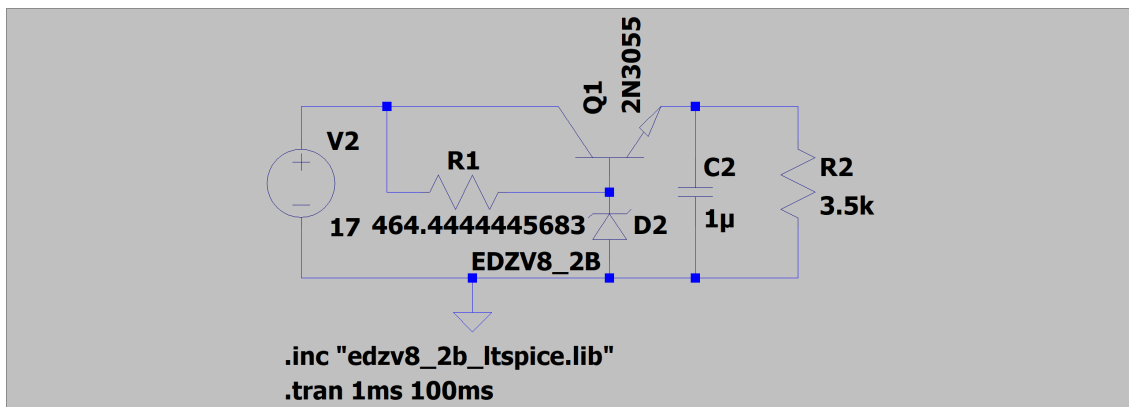 Q1
2N3055
V2
17
R1
464.4444445683
D2
EDZV8_2B
C2
1µ
R2
3.5k
.inc "edzv8_2b_ltspice.lib"
.tran 1ms 100ms